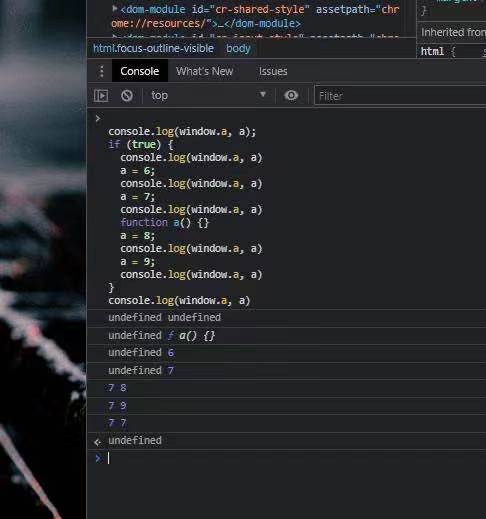 <dom-module id="cr-shared-style" assetpath="chr
ome://resources/">…</dom-module>
html.focus-outline-visible body
}
Inherited from
html {
Console What's New Issues
top Filter
console.log(window.a, a);
if (true) {
console.log(window.a, a)
a = 6;
console.log(window.a, a)
a = 7;
console.log(window.a, a)
function a() {}
a = 8;
console.log(window.a, a)
a = 9;
console.log(window.a, a)
}
console.log(window.a, a)
undefined undefined
undefined ƒ a() {}
undefined 6
undefined 7
7 8
7 9
7 7
undefined